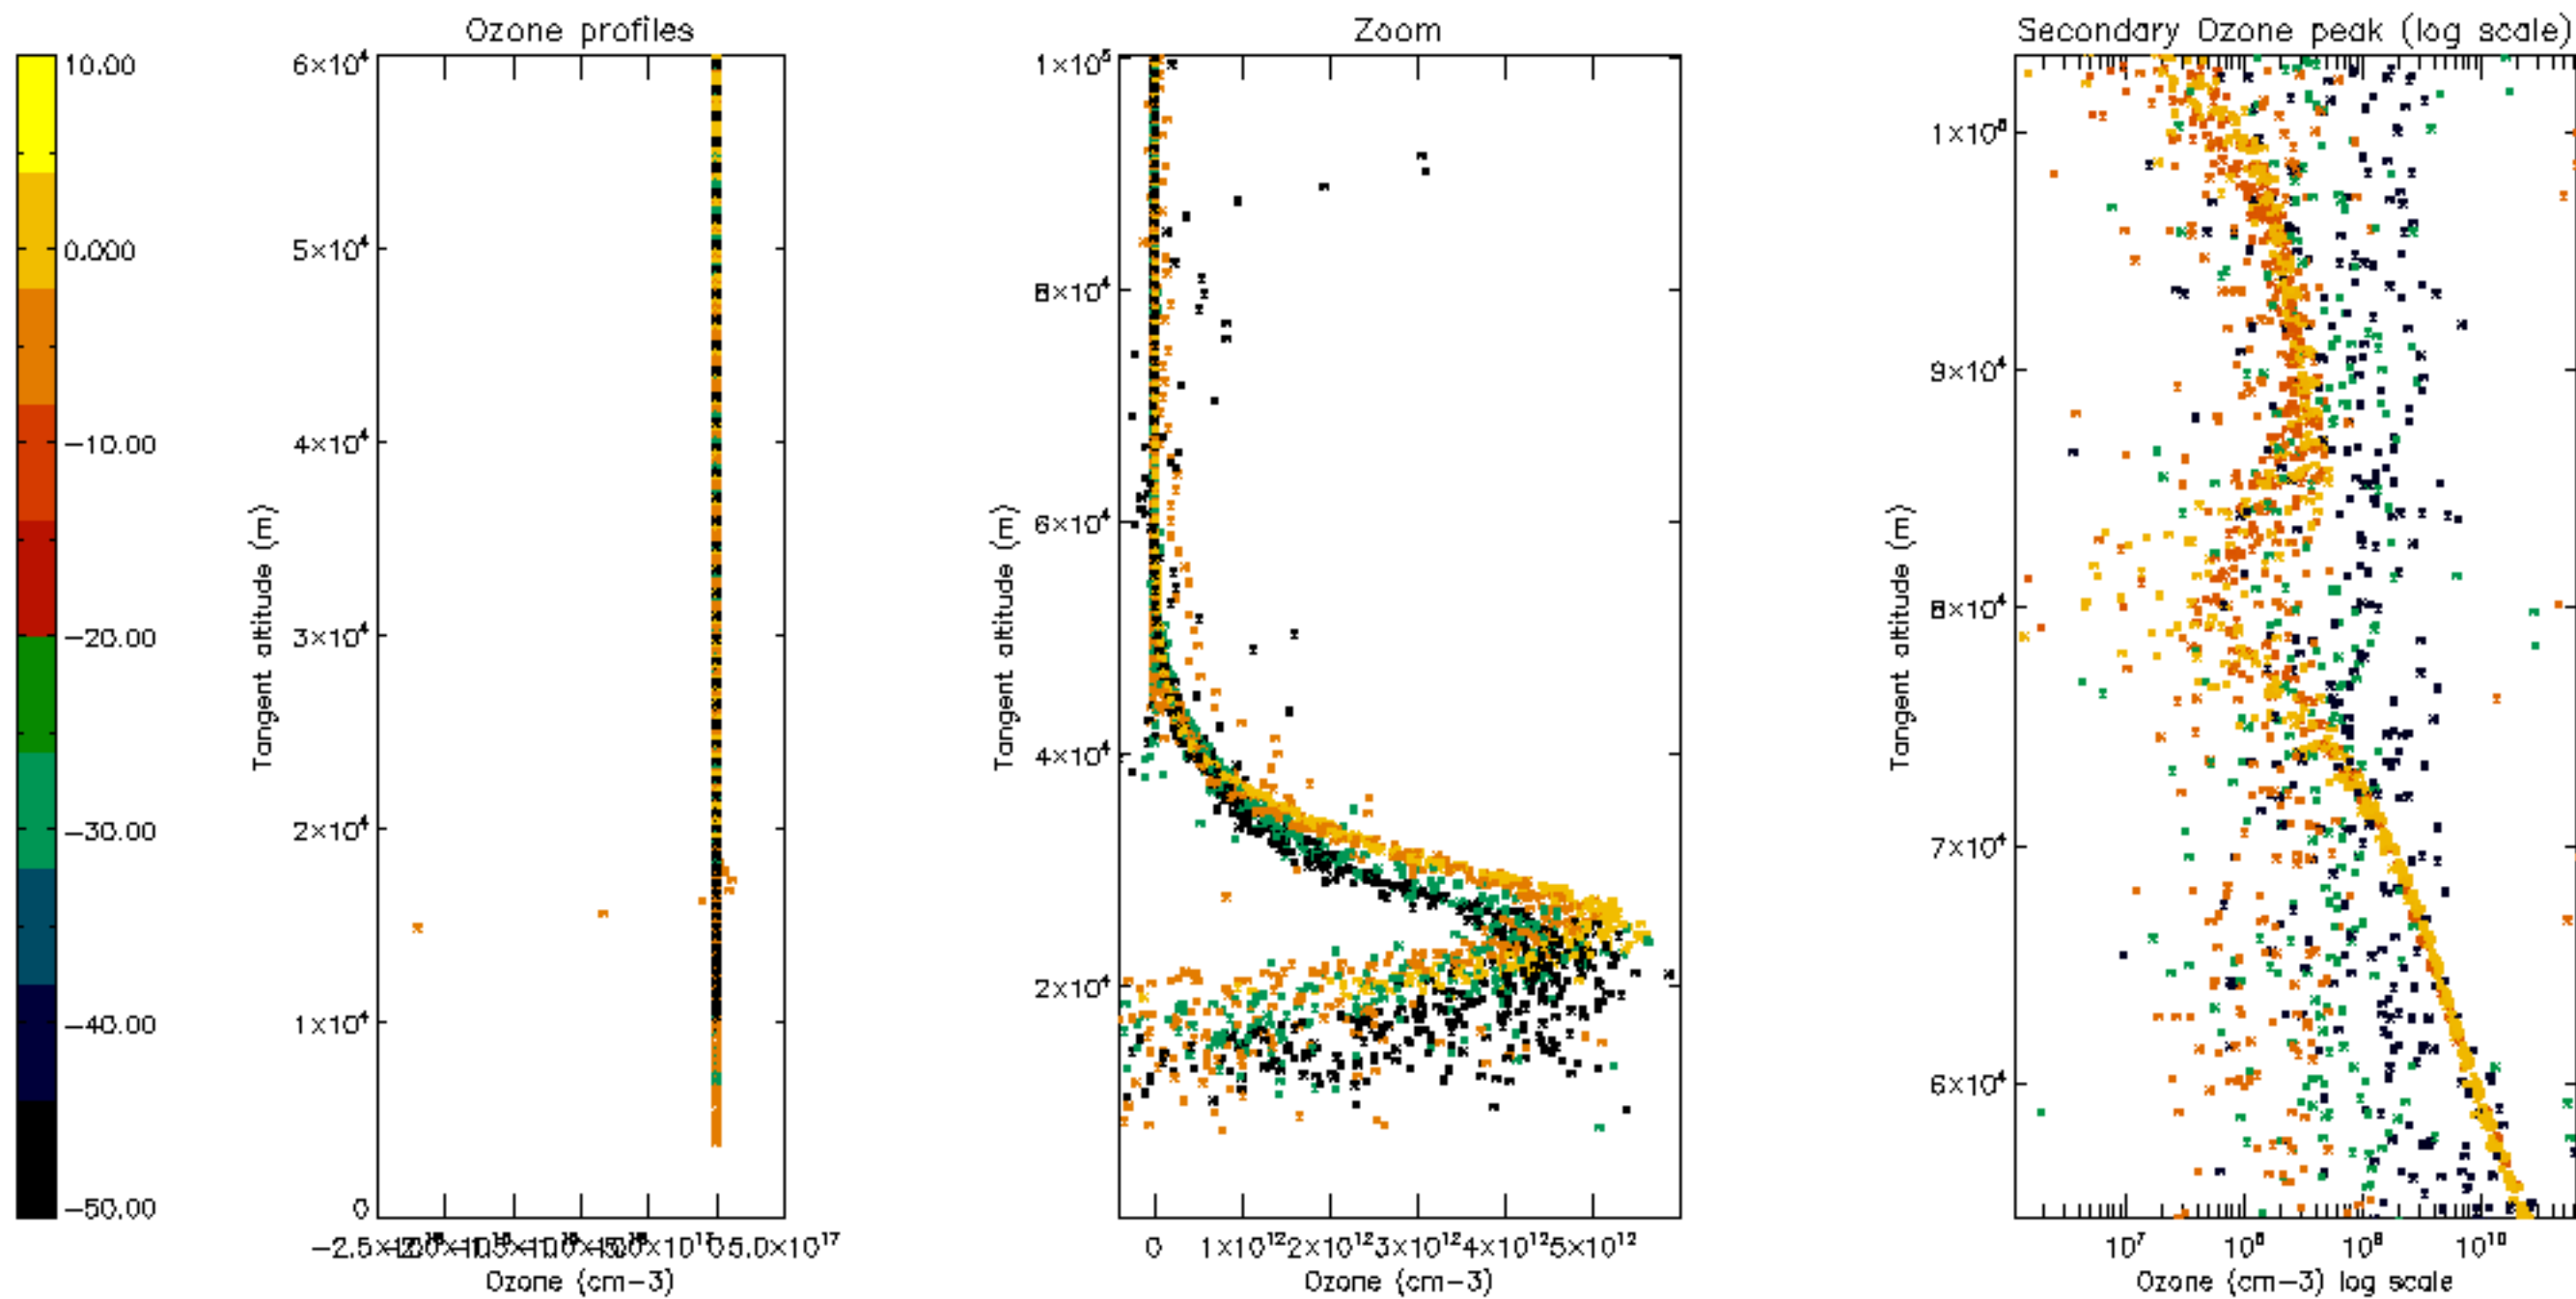 Ozone profiles
Zoom
Secondary Ozone peak (log scale)
10.00
0.000
-10.00
-20.00
-30.00
-40.00
-50.00
6×10⁴
5×10⁴
4×10⁴
3×10⁴
2×10⁴
1×10⁴
0
Tangent altitude (m)
5.0×10¹⁷
Ozone (cm-3)
1×10⁵
8×10⁴
6×10⁴
4×10⁴
2×10⁴
Tangent altitude (m)
0 1×10¹² 2×10¹² 3×10¹² 4×10¹² 5×10¹²
Ozone (cm-3)
9×10⁴
8×10⁴
7×10⁴
6×10⁴
Tangent altitude (m)
10⁷ 10⁸ 10⁹ 10¹⁰
Ozone (cm-3) log scale